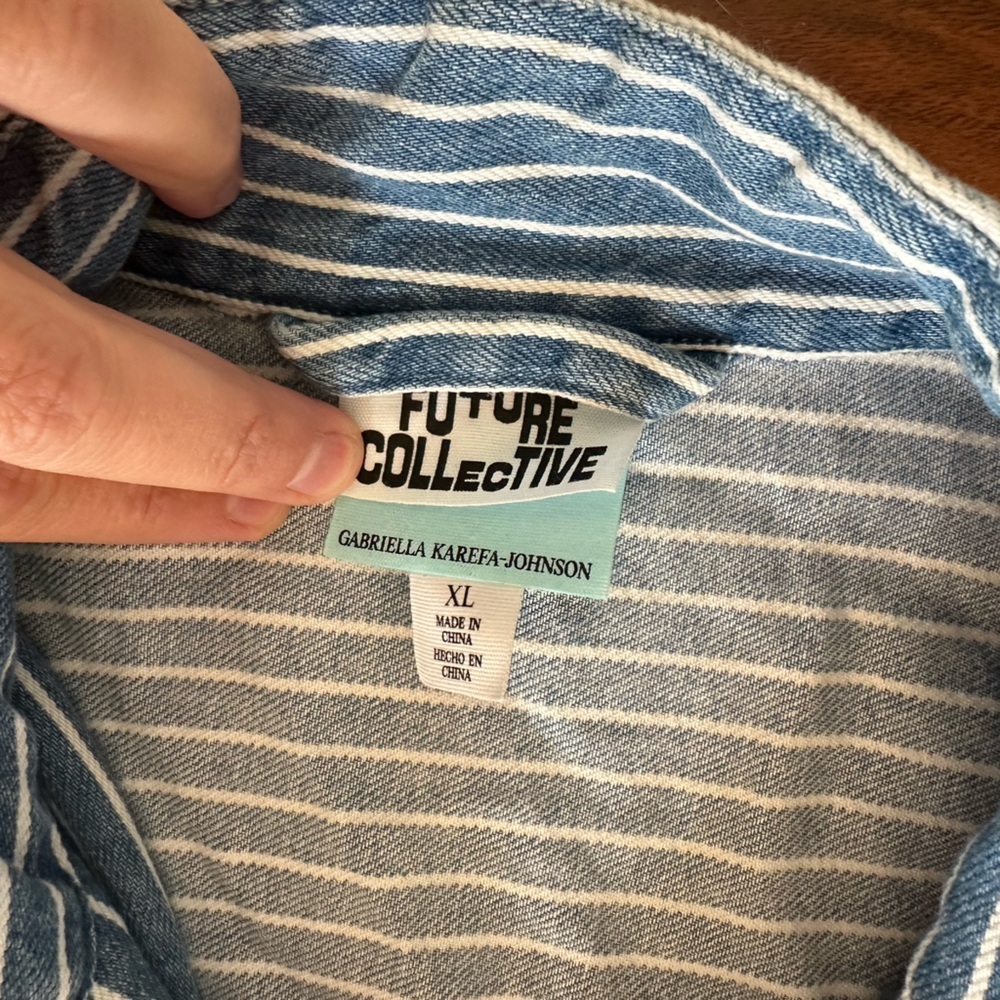 FUTURE
COLLECTIVE
GABRIELLA KAREFA-JOHNSON
XL
MADE IN
CHINA
HECHO EN
CHINA